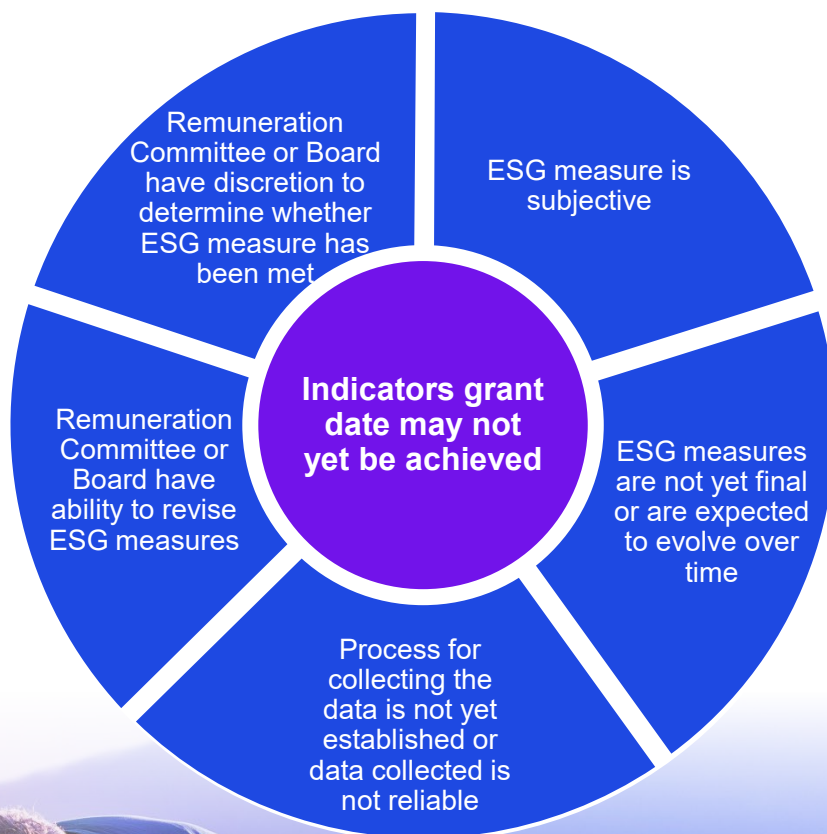 Remuneration
Committee or Board
have discretion to
determine whether
ESG measure has
been met
ESG measure is
subjective
Indicators grant
date may not
yet be achieved
Remuneration
Committee or
Board have
ability to revise
ESG measures
ESG measures
are not yet final
or are expected
to evolve over
time
Process for
collecting the
data is not yet
established or
data collected is
not reliable